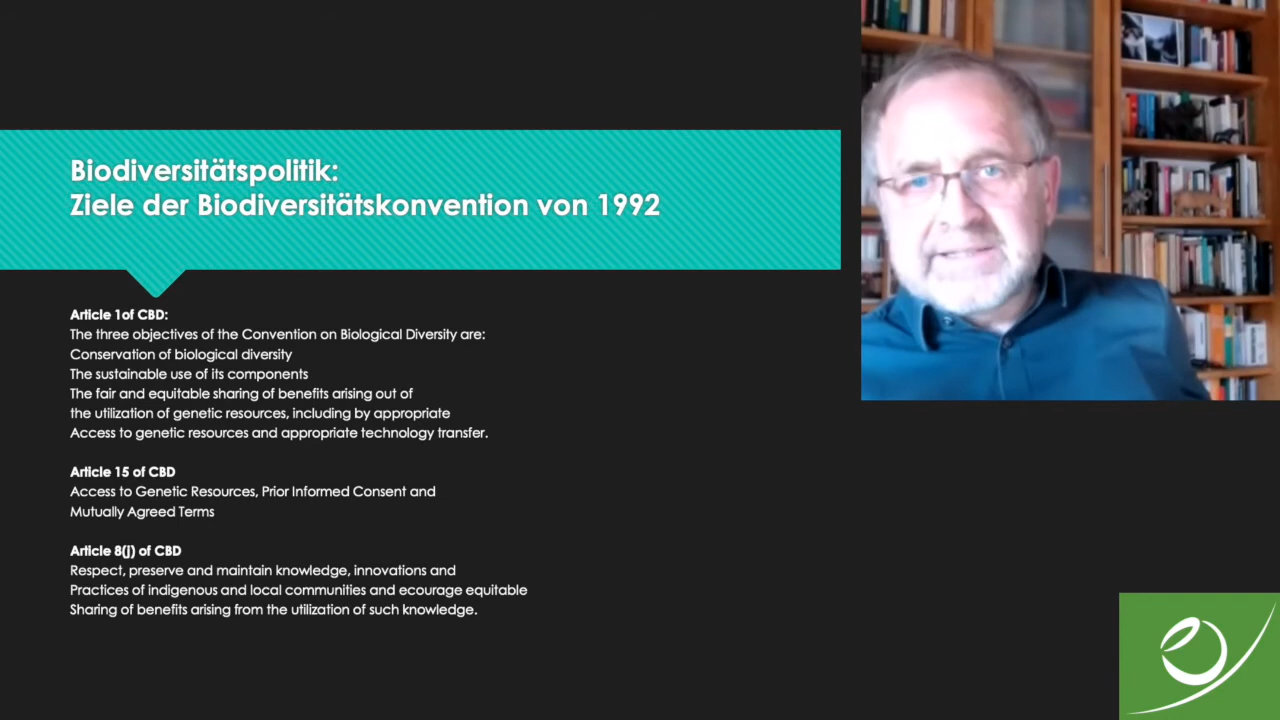 Biodiversitätspolitik:
Ziele der Biodiversitätskonvention von 1992
Article 1of CBD:
The three objectives of the Convention on Biological Diversity are:
Conservation of biological diversity
The sustainable use of its components
The fair and equitable sharing of benefits arising out of
the utilization of genetic resources, including by appropriate
Access to genetic resources and appropriate technology transfer.
Article 15 of CBD
Access to Genetic Resources, Prior Informed Consent and
Mutually Agreed Terms
Article 8(j) of CBD
Respect, preserve and maintain knowledge, innovations and
Practices of indigenous and local communities and ecourage equitable
Sharing of benefits arising from the utilization of such knowledge.